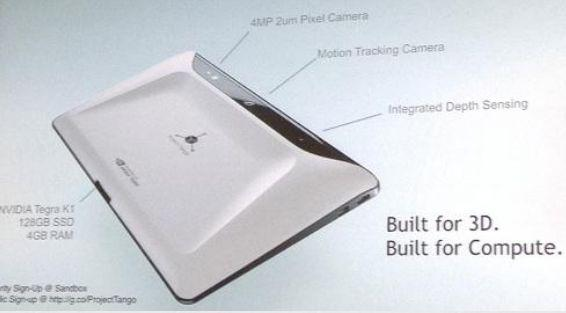 4MP 2um Pixel Camera
Motion Tracking Camera
Integrated Depth Sensing
NVIDIA Tegra K1
128GB SSD
4GB RAM
Built for 3D.
Built for Compute.
Sign-Up @ Sandbox
Sign-up @ http://g.co/ProjectTango